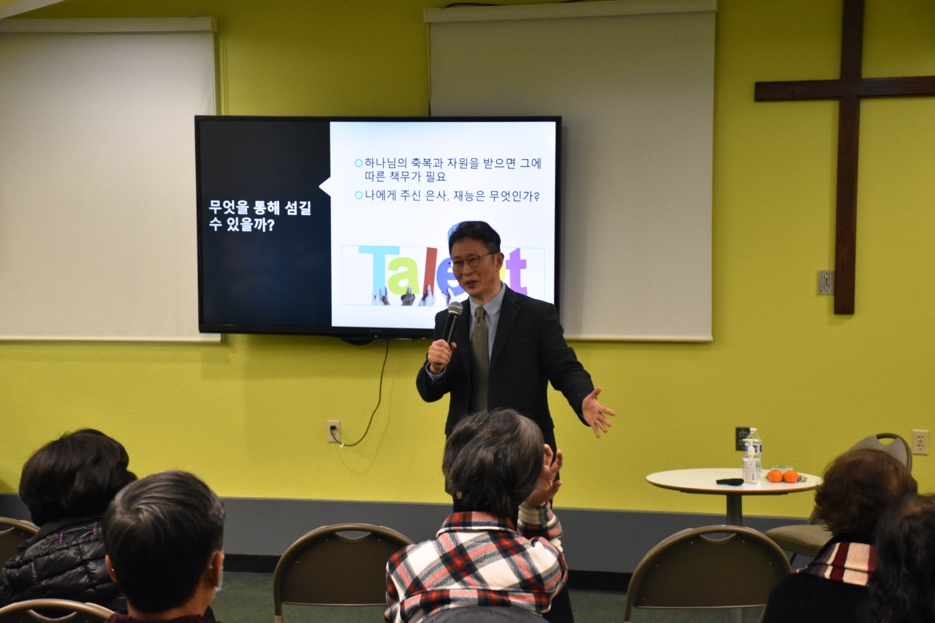 무엇을 통해 섬길
수 있을까?
하나님의 축복과 자원을 받으면 그에
따른 책무가 필요
나에게 주신 은사, 재능은 무엇인가?